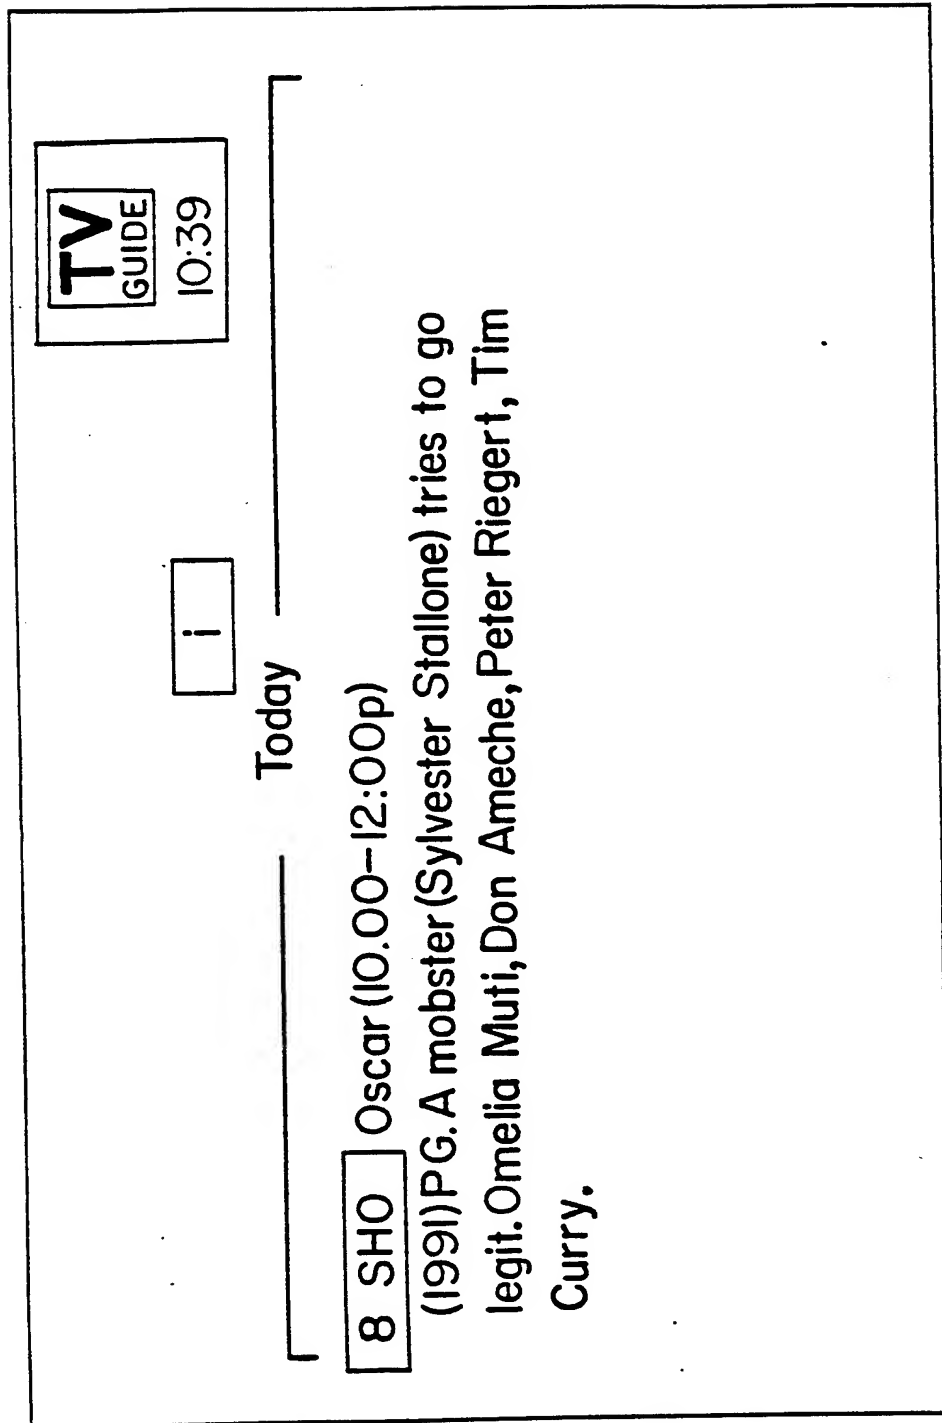 TV
GUIDE
10:39
i
Today
8 SHO Oscar (10.00-12:00p)
(1991) PG. A mobster (Sylvester Stallone) tries to go
legit. Omelia Muti, Don Ameche, Peter Riegert, Tim
Curry.